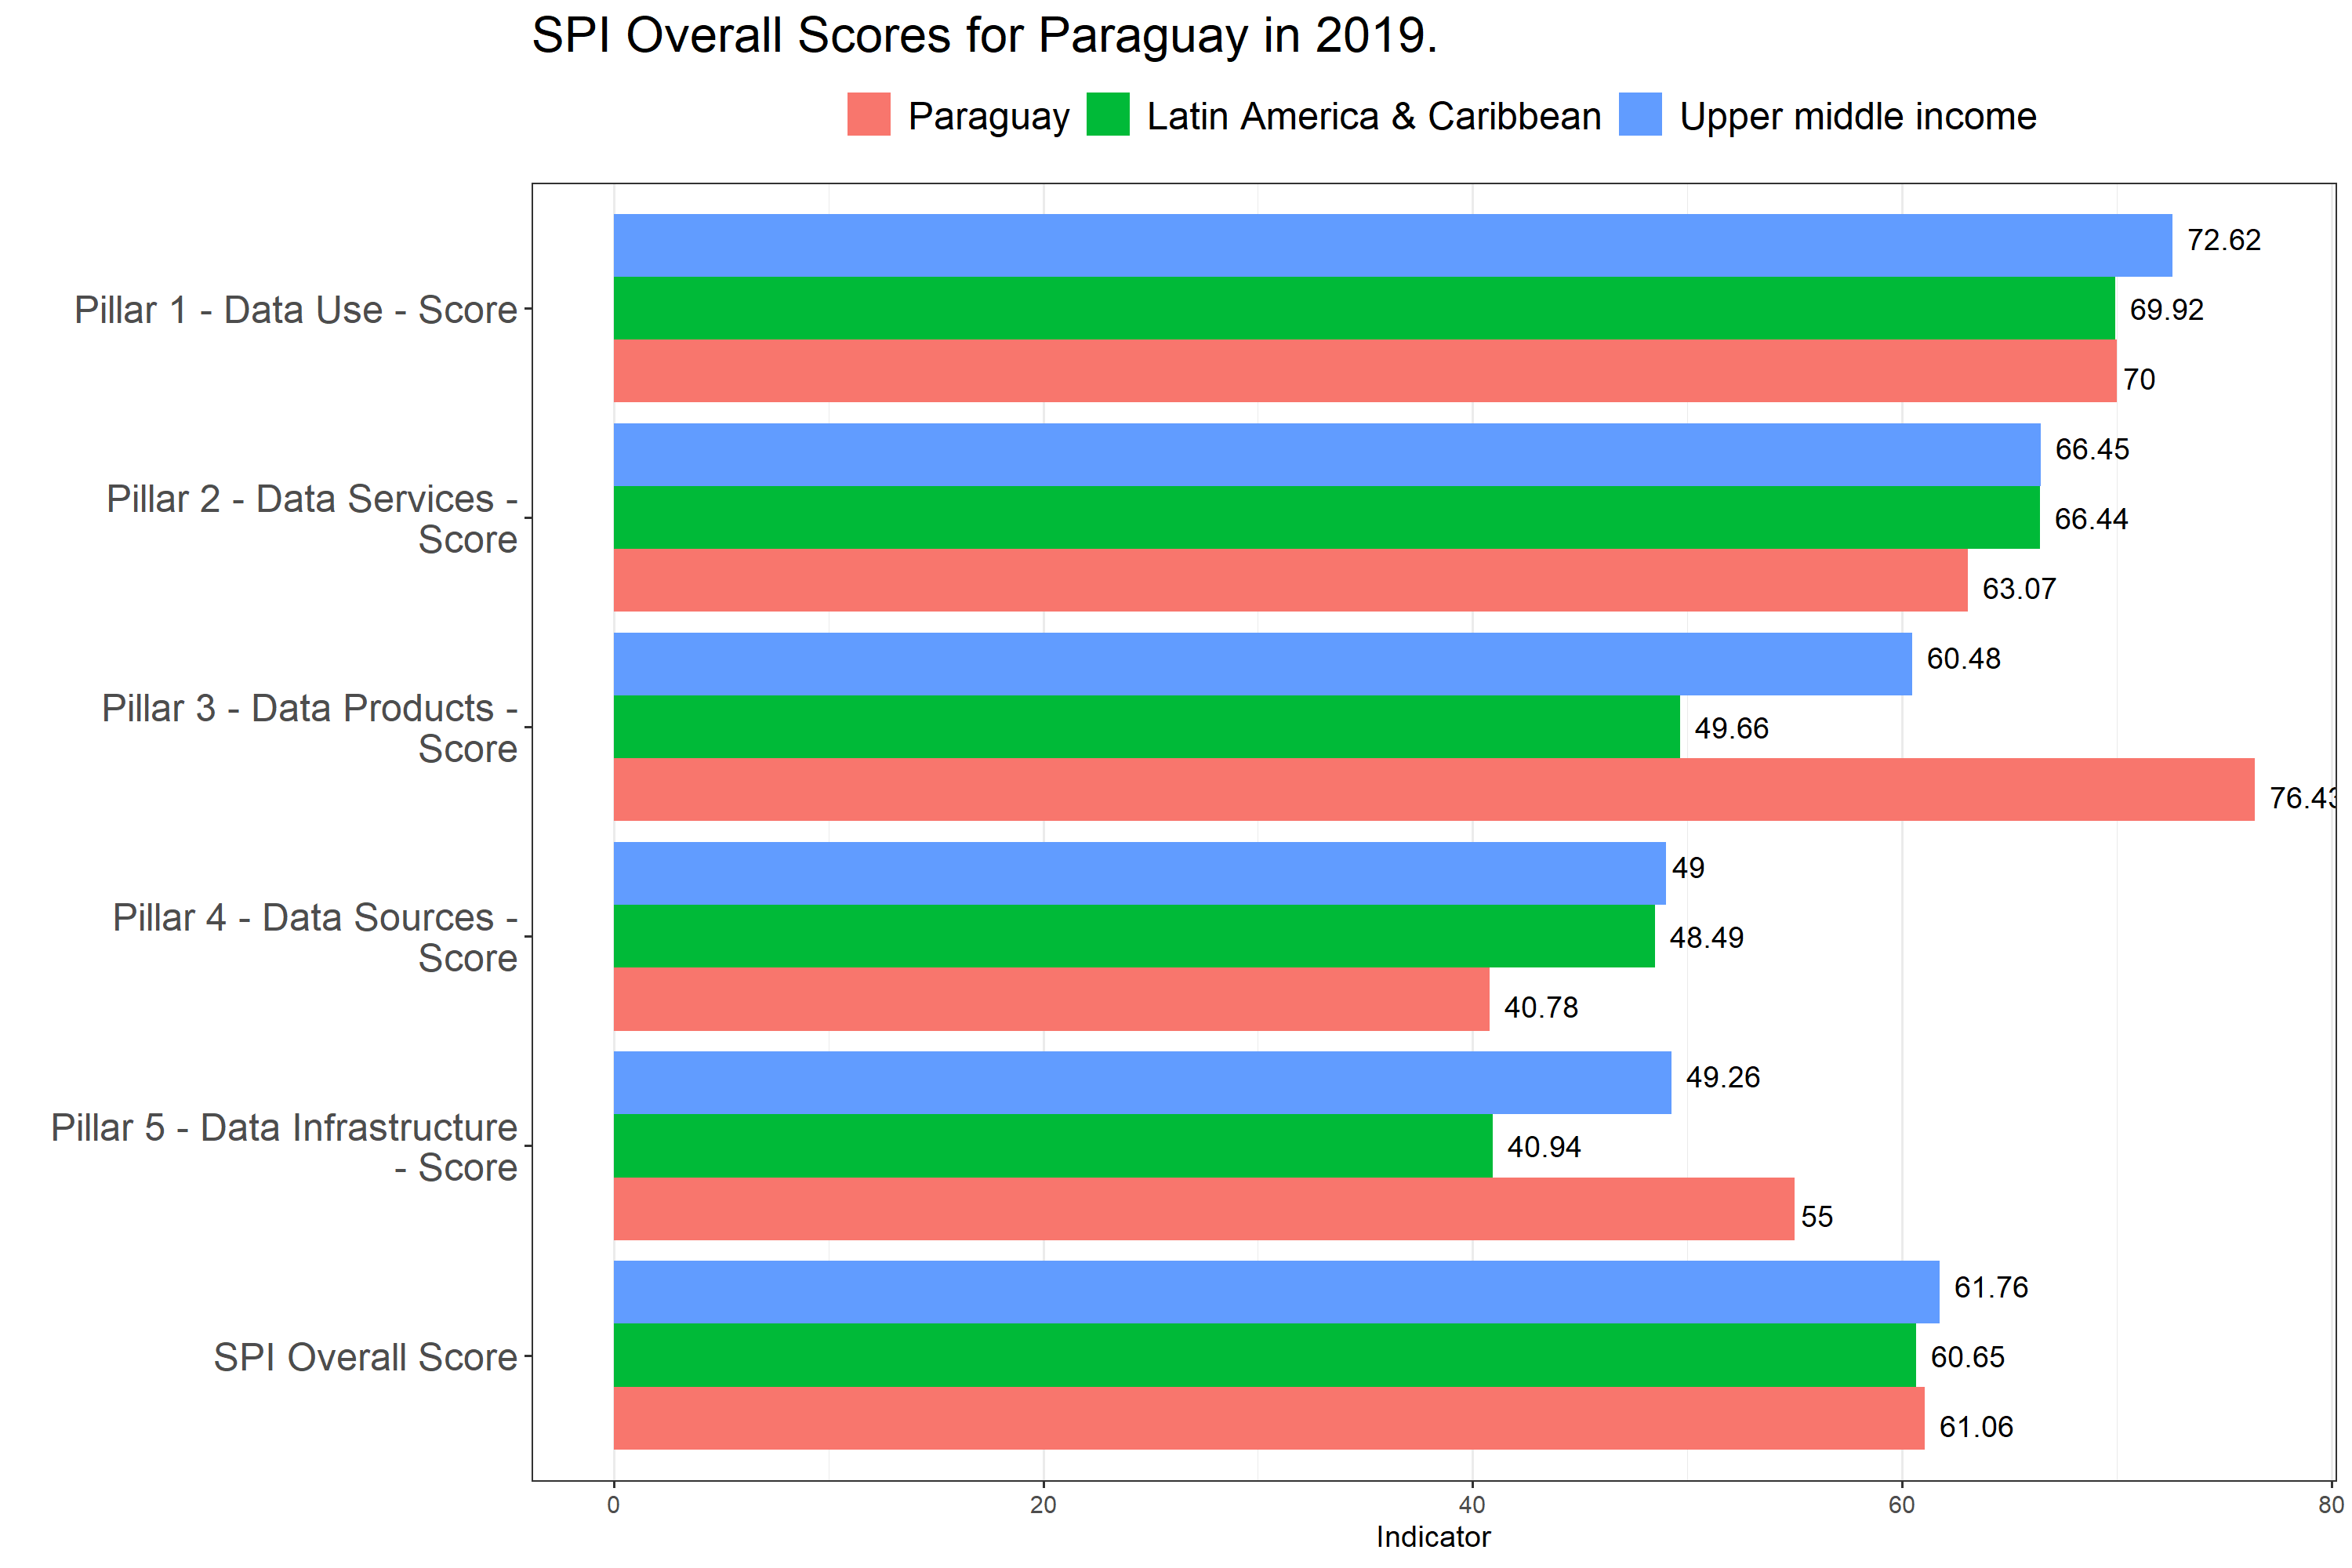 SPI Overall Scores for Paraguay in 2019.
Paraguay Latin America & Caribbean Upper middle income
Pillar 1 - Data Use - Score
72.62
69.92
70
Pillar 2 - Data Services -
Score
66.45
66.44
63.07
Pillar 3 - Data Products -
Score
60.48
49.66
76.43
Pillar 4 - Data Sources -
Score
49
48.49
40.78
Pillar 5 - Data Infrastructure
- Score
49.26
40.94
55
SPI Overall Score
61.76
60.65
61.06
0 20 40 60 80
Indicator